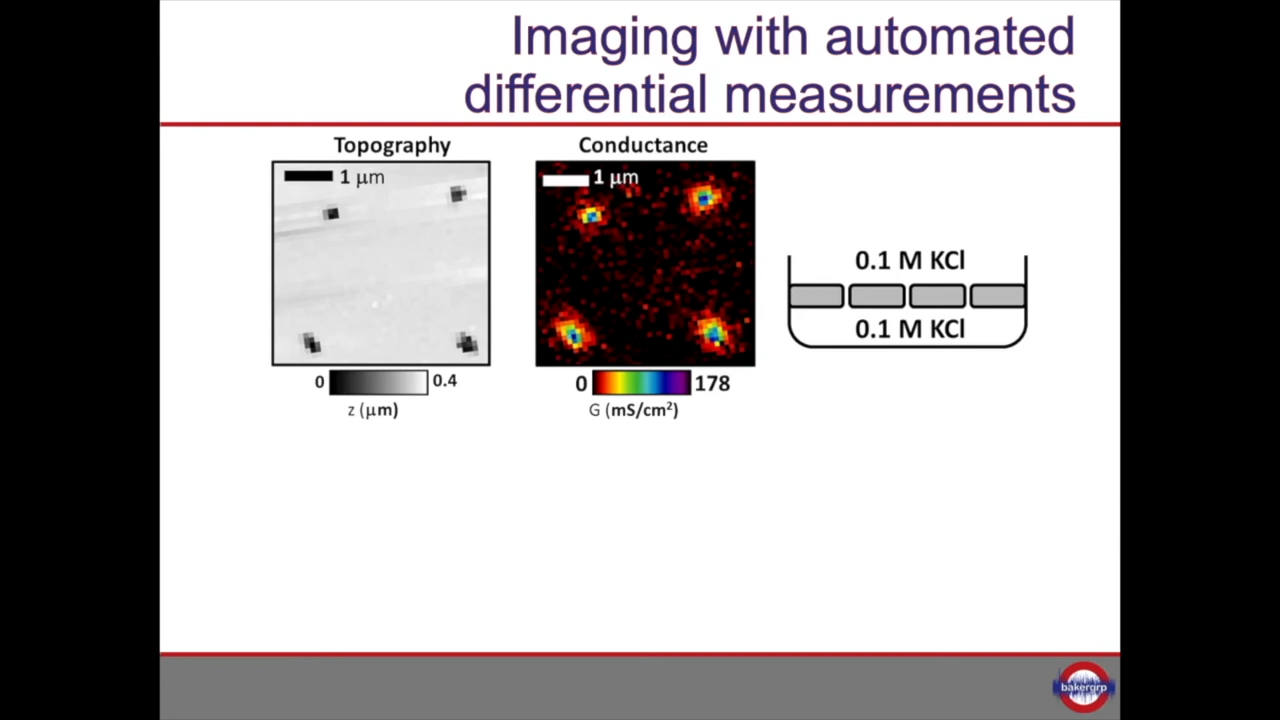 Imaging with automated
differential measurements
Topography
Conductance
1 μm
1 μm
0.1 M KCl
0.1 M KCl
0
0.4
z (μm)
0
178
G (mS/cm²)
bakergrp